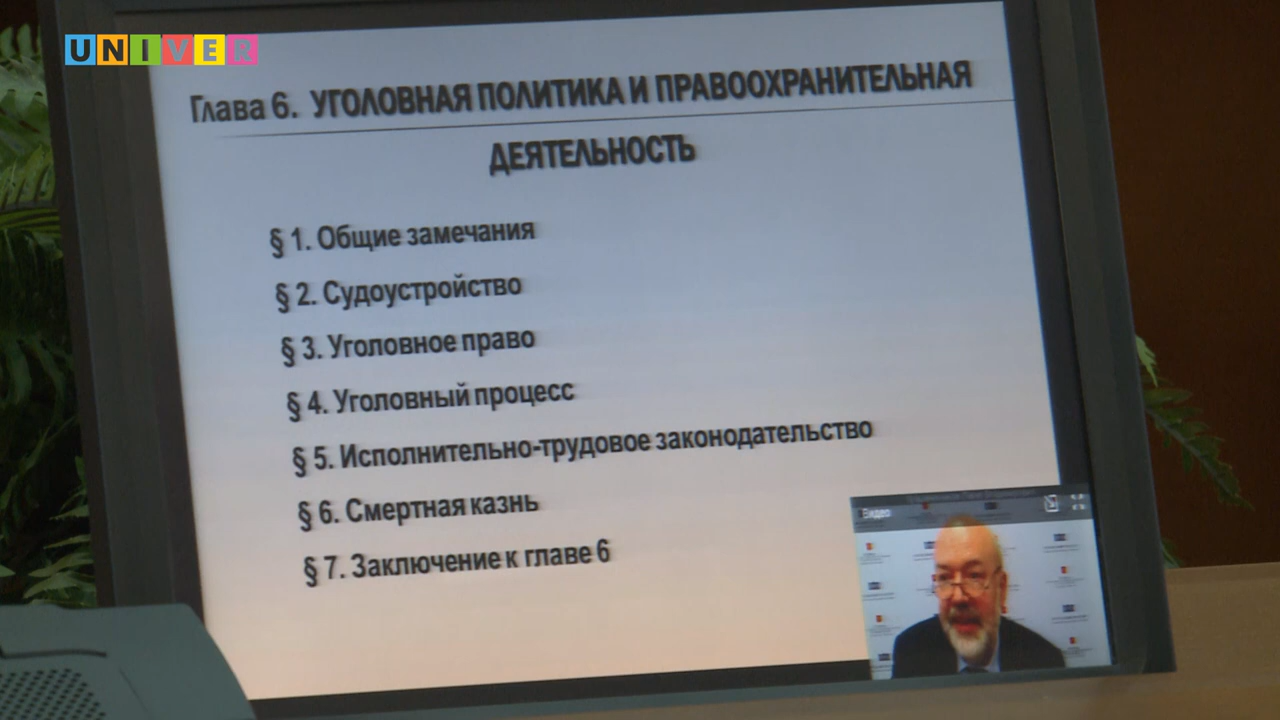 UNIVER
Глава 6. УГОЛОВНАЯ ПОЛИТИКА И ПРАВООХРАНИТЕЛЬНАЯ
ДЕЯТЕЛЬНОСТЬ
§ 1. Общие замечания
§ 2. Судоустройство
§ 3. Уголовное право
§ 4. Уголовный процесс
§ 5. Исполнительно-трудовое законодательство
§ 6. Смертная казнь
§ 7. Заключение к главе 6
Видео